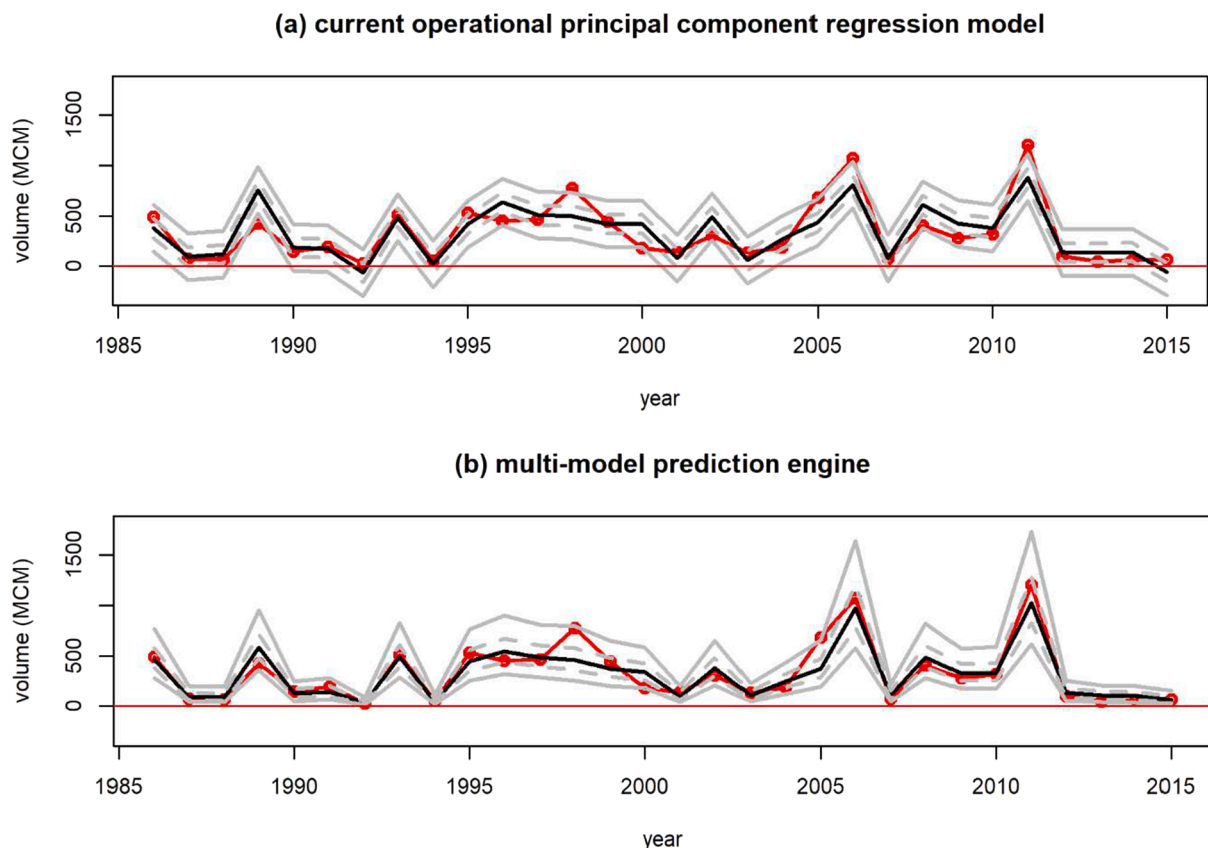 (a) current operational principal component regression model
volume (MCM)
1500
500
0
1985 1990 1995 2000 2005 2010 2015
year
(b) multi-model prediction engine
volume (MCM)
1500
500
0
1985 1990 1995 2000 2005 2010 2015
year